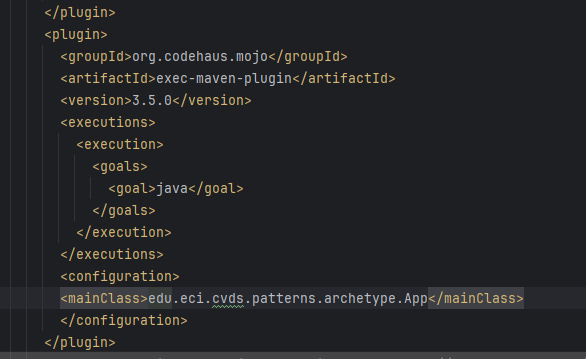 </plugin>
<plugin>
<groupId>org.codehaus.mojo</groupId>
<artifactId>exec-maven-plugin</artifactId>
<version>3.5.0</version>
<executions>
<execution>
<goals>
<goal>java</goal>
</goals>
</execution>
</executions>
<configuration>
<mainClass>edu.eci.cvds.patterns.archetype.App</mainClass>
</configuration>
</plugin>